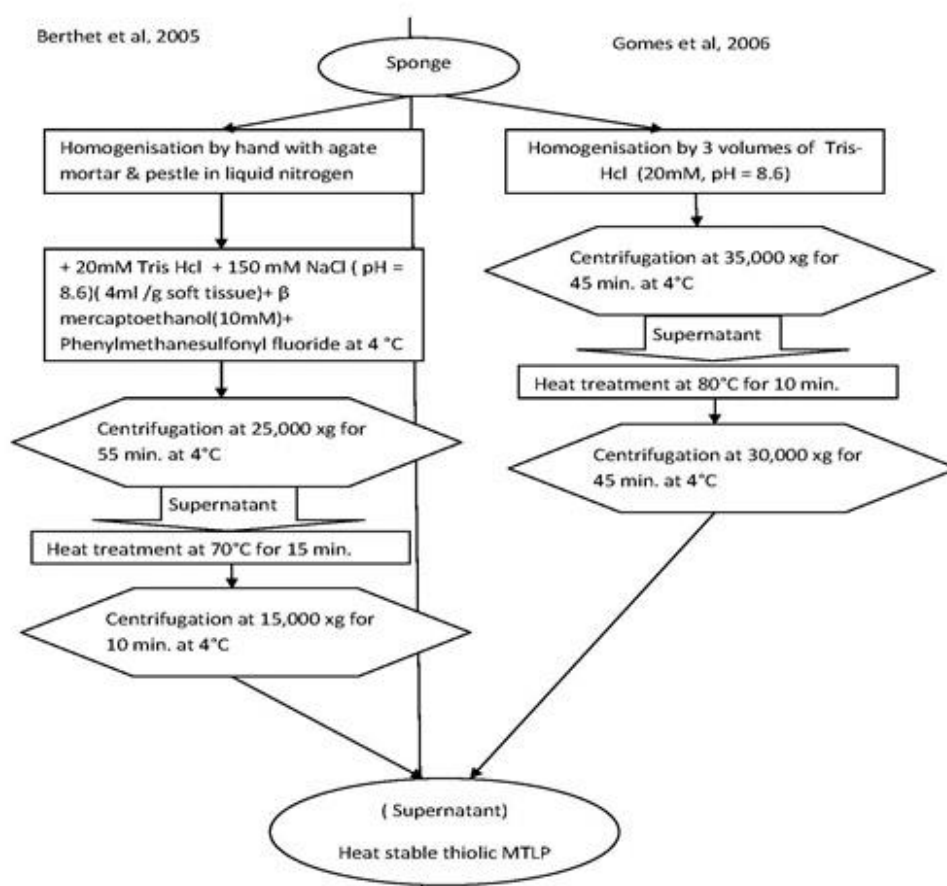 Berthet et al, 2005
Gomes et al, 2006
Sponge
Homogenisation by hand with agate
mortar & pestle in liquid nitrogen
+ 20mM Tris Hcl + 150 mM NaCl ( pH =
8.6)( 4ml /g soft tissue)+ β
mercaptoethanol(10mM)+
Phenylmethanesulfonyl fluoride at 4 °C
Centrifugation at 25,000 xg for
55 min. at 4°C
Supernatant
Heat treatment at 70°C for 15 min.
Centrifugation at 15,000 xg for
10 min. at 4°C
Homogenisation by 3 volumes of Tris-
Hcl (20mM, pH = 8.6)
Centrifugation at 35,000 xg for
45 min. at 4°C
Supernatant
Heat treatment at 80°C for 10 min.
Centrifugation at 30,000 xg for
45 min. at 4°C
( Supernatant)
Heat stable thiolic MTLP